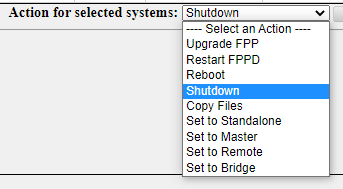 Action for selected systems: Shutdown
---- Select an Action ----
Upgrade FPP
Restart FPPD
Reboot
Shutdown
Copy Files
Set to Standalone
Set to Master
Set to Remote
Set to Bridge